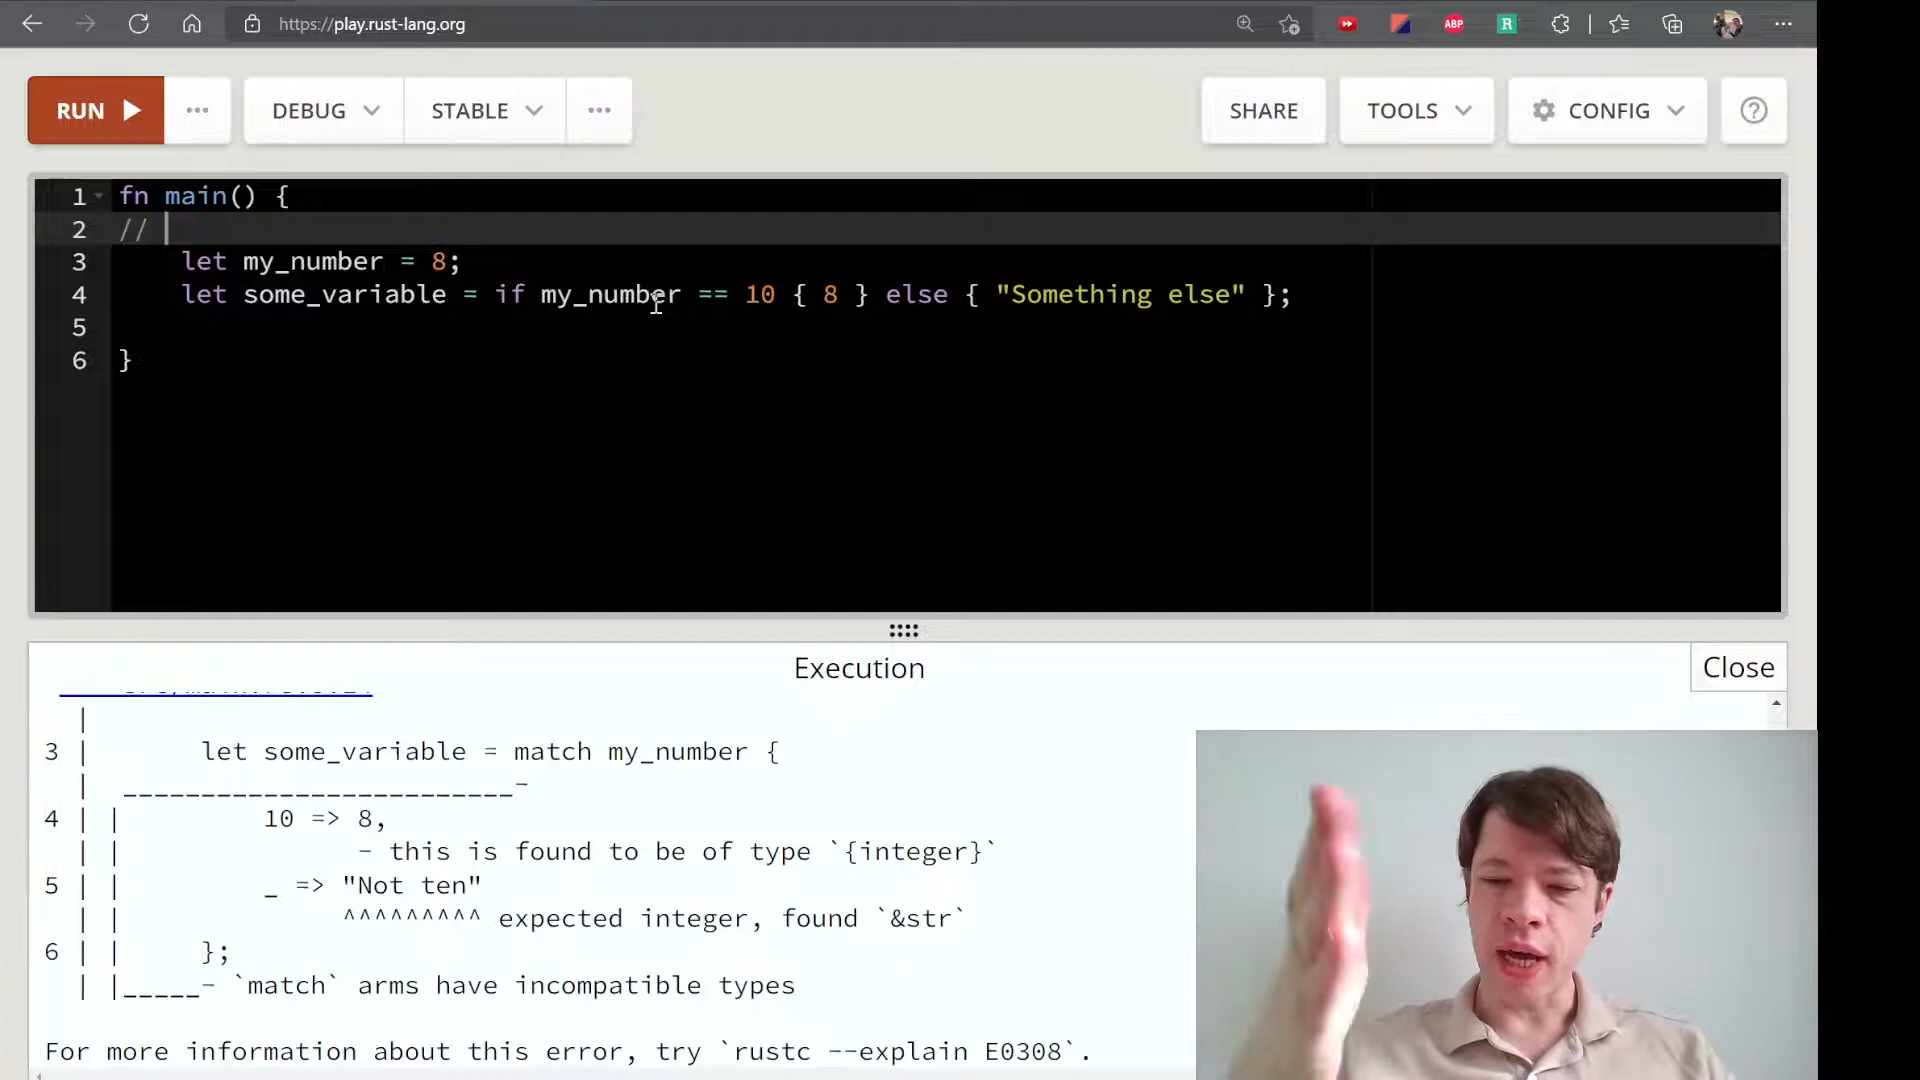 https://play.rust-lang.org
ABP
R
RUN
DEBUG
STABLE
SHARE
TOOLS
CONFIG
?
1 fn main() {
2 //
3 let my_number = 8;
4 let some_variable = if my_number == 10 { 8 } else { "Something else" };
5
6 }
Execution
Close
|
3 | let some_variable = match my_number {
| _________________________-
4 | | 10 => 8,
| | - this is found to be of type `{integer}`
5 | | _ => "Not ten"
| | ^^^^^^^^^ expected integer, found `&str`
6 | | };
| |_____- `match` arms have incompatible types
For more information about this error, try `rustc --explain E0308`.